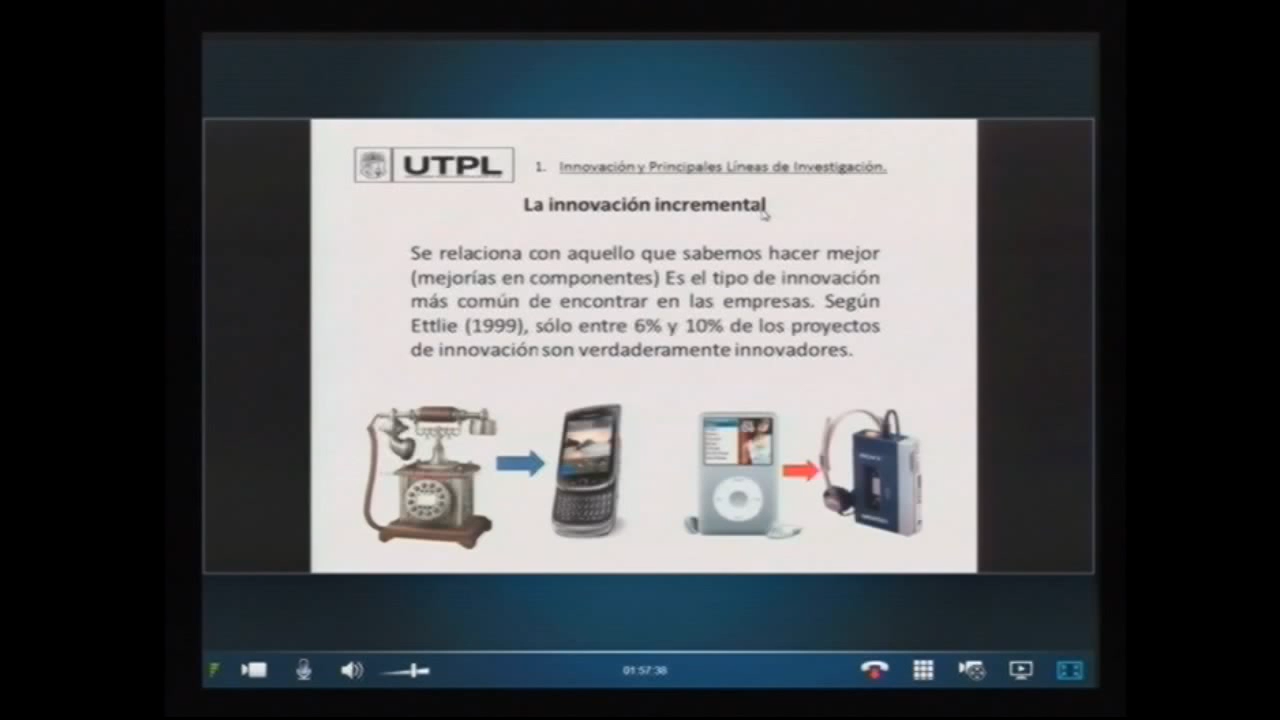 UTPL
1. Innovación y Principales Líneas de Investigación.
La innovación incremental
Se relaciona con aquello que sabemos hacer mejor
(mejorías en componentes) Es el tipo de innovación
más común de encontrar en las empresas. Según
Ettlie (1999), sólo entre 6% y 10% de los proyectos
de innovación son verdaderamente innovadores.
SONY
01:57:38